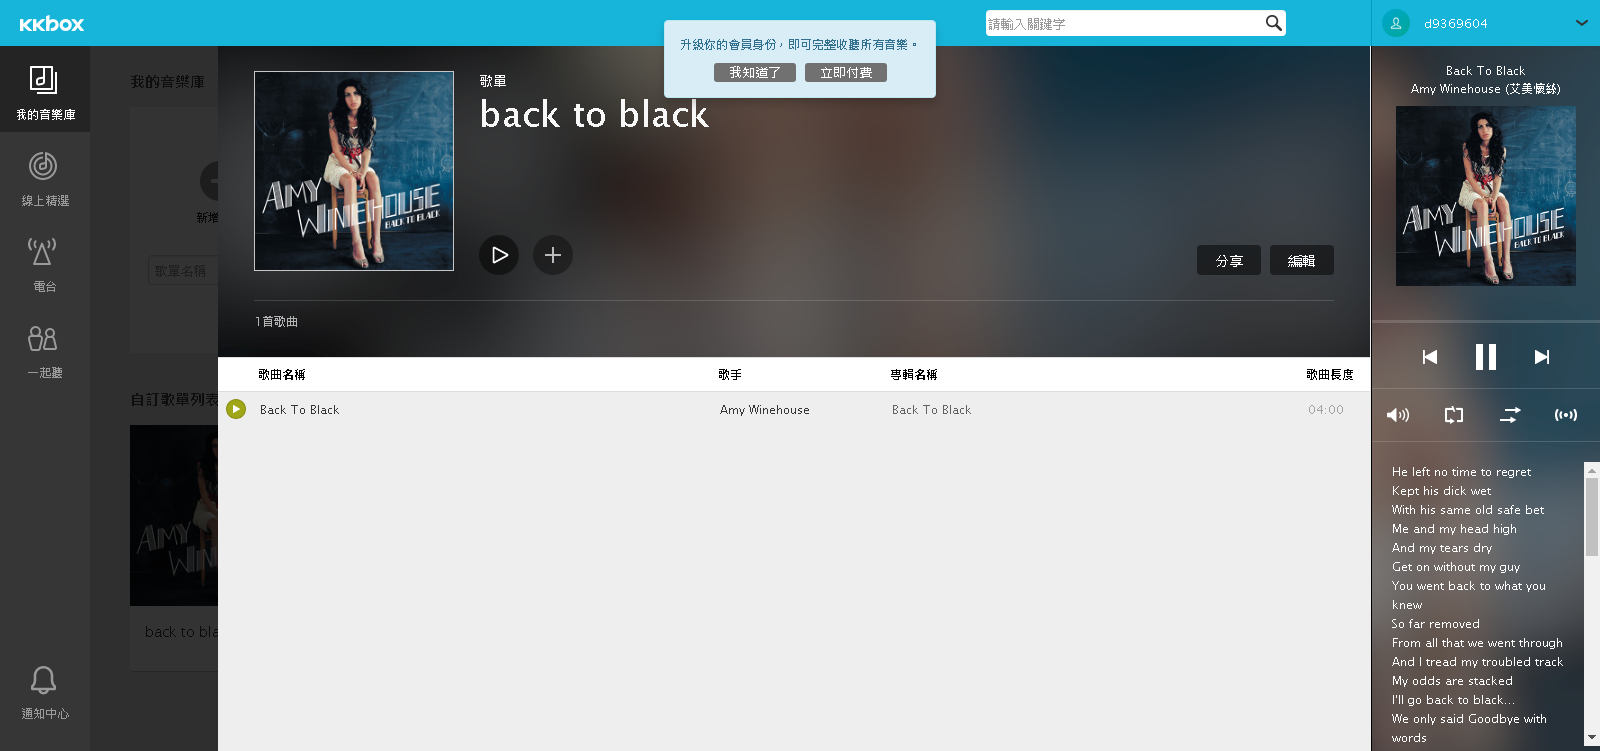 KKBOX
請輸入關鍵字
d9369604
升級你的會員身份，即可完整收聽所有音樂。
我知道了 立即付費
我的音樂庫
線上精選
電台
一起聽
通知中心
我的音樂庫
新增
歌單名稱
自訂歌單列表
AMY
WINEHOUSE
back to bla
AMY
WINEHOUSE
BACK TO BLACK
歌單
back to black
分享 編輯
1首歌曲
歌曲名稱 歌手 專輯名稱 歌曲長度
Back To Black Amy Winehouse Back To Black 04:00
Back To Black
Amy Winehouse (艾美懷絲)
AMY
WINEHOUSE
BACK TO BLACK
He left no time to regret
Kept his dick wet
With his same old safe bet
Me and my head high
And my tears dry
Get on without my guy
You went back to what you
knew
So far removed
From all that we went through
And I tread my troubled track
My odds are stacked
I'll go back to black...
We only said Goodbye with
words